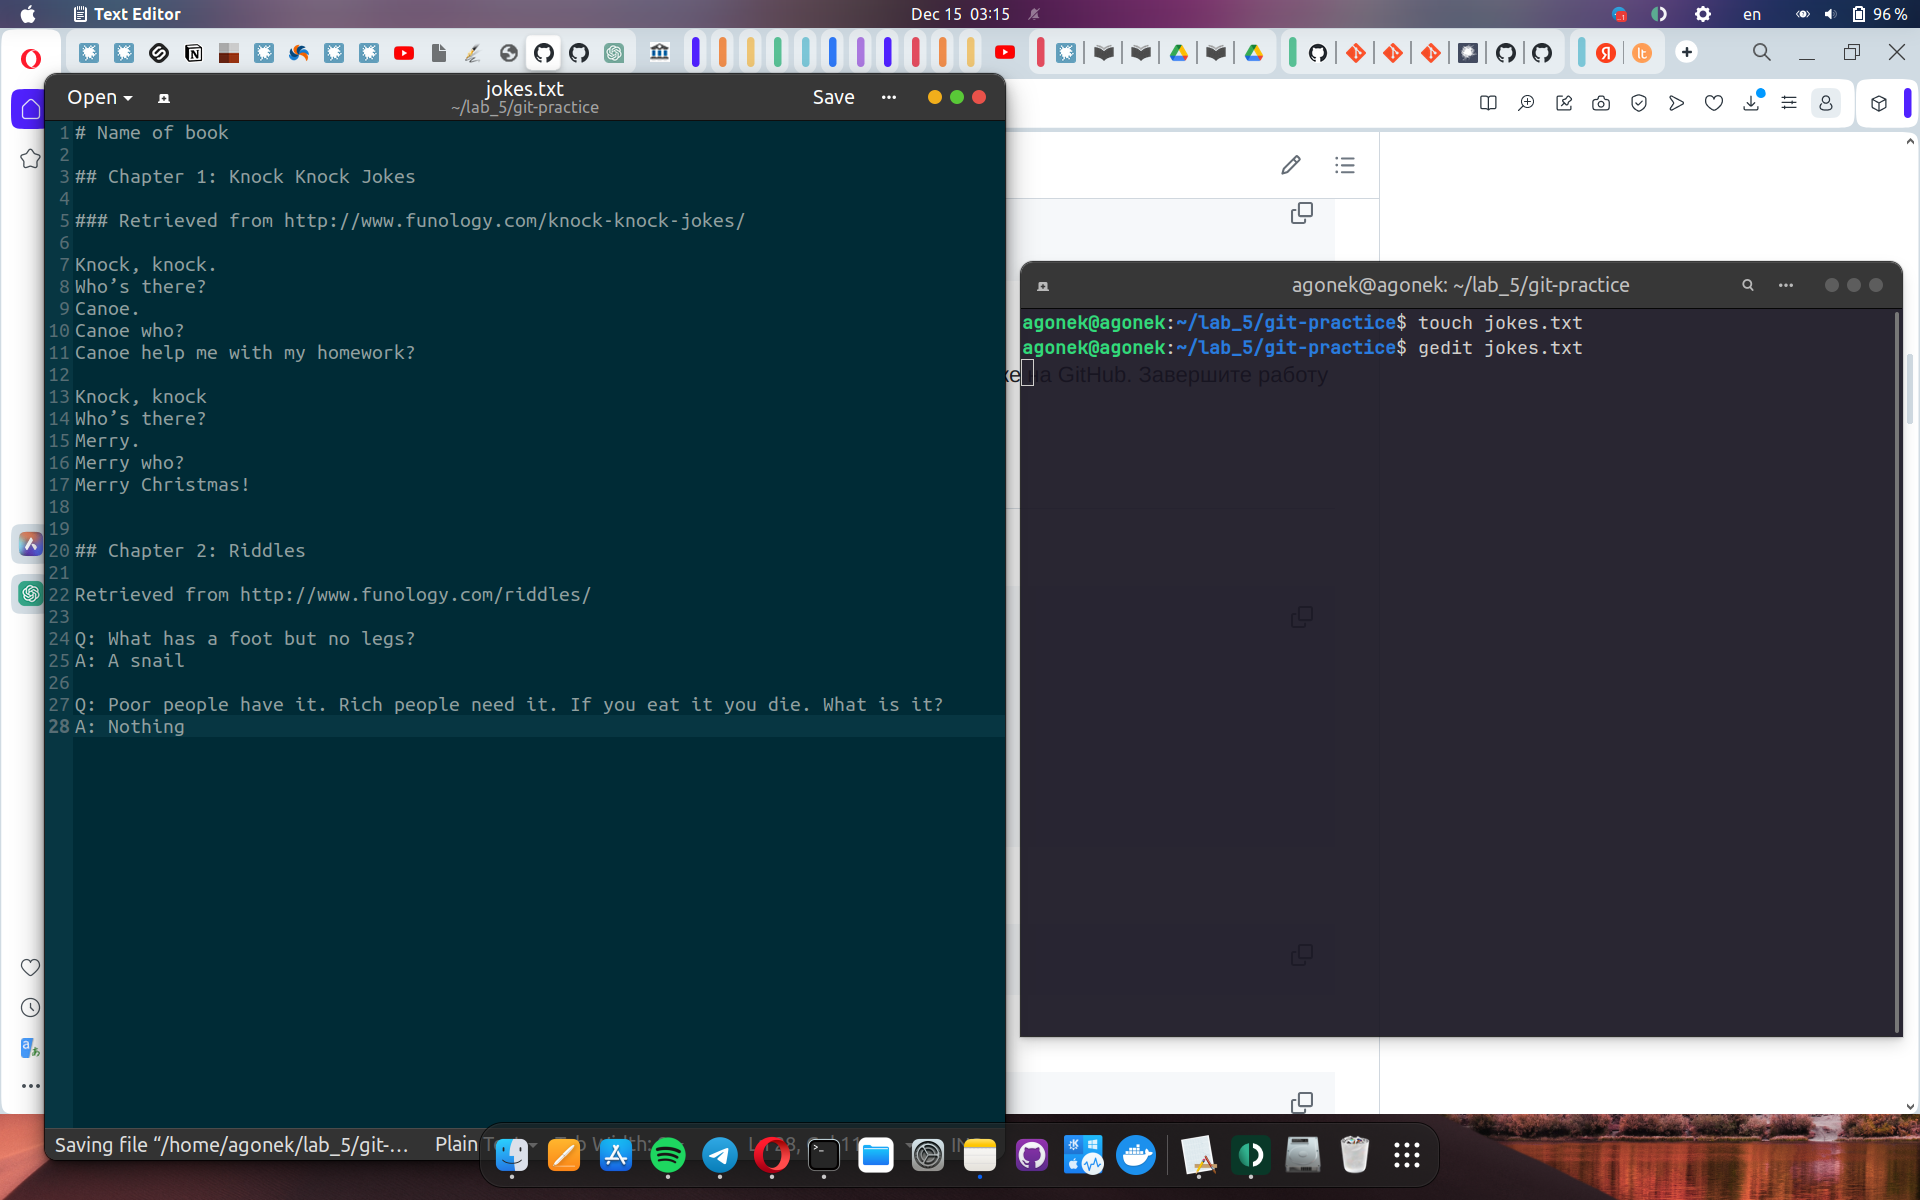 Text Editor
Dec 15 03:15
en
96 %
Open
jokes.txt
~/lab_5/git-practice
Save
1 # Name of book
2
3 ## Chapter 1: Knock Knock Jokes
4
5 ### Retrieved from http://www.funology.com/knock-knock-jokes/
6
7 Knock, knock.
8 Who’s there?
9 Canoe.
10 Canoe who?
11 Canoe help me with my homework?
12
13 Knock, knock
14 Who’s there?
15 Merry.
16 Merry who?
17 Merry Christmas!
18
19
20 ## Chapter 2: Riddles
21
22 Retrieved from http://www.funology.com/riddles/
23
24 Q: What has a foot but no legs?
25 A: A snail
26
27 Q: Poor people have it. Rich people need it. If you eat it you die. What is it?
28 A: Nothing
Saving file “/home/agonek/lab_5/git-…
Plain
agonek@agonek: ~/lab_5/git-practice
agonek@agonek:~/lab_5/git-practice$ touch jokes.txt
agonek@agonek:~/lab_5/git-practice$ gedit jokes.txt
на GitHub. Завершите работу